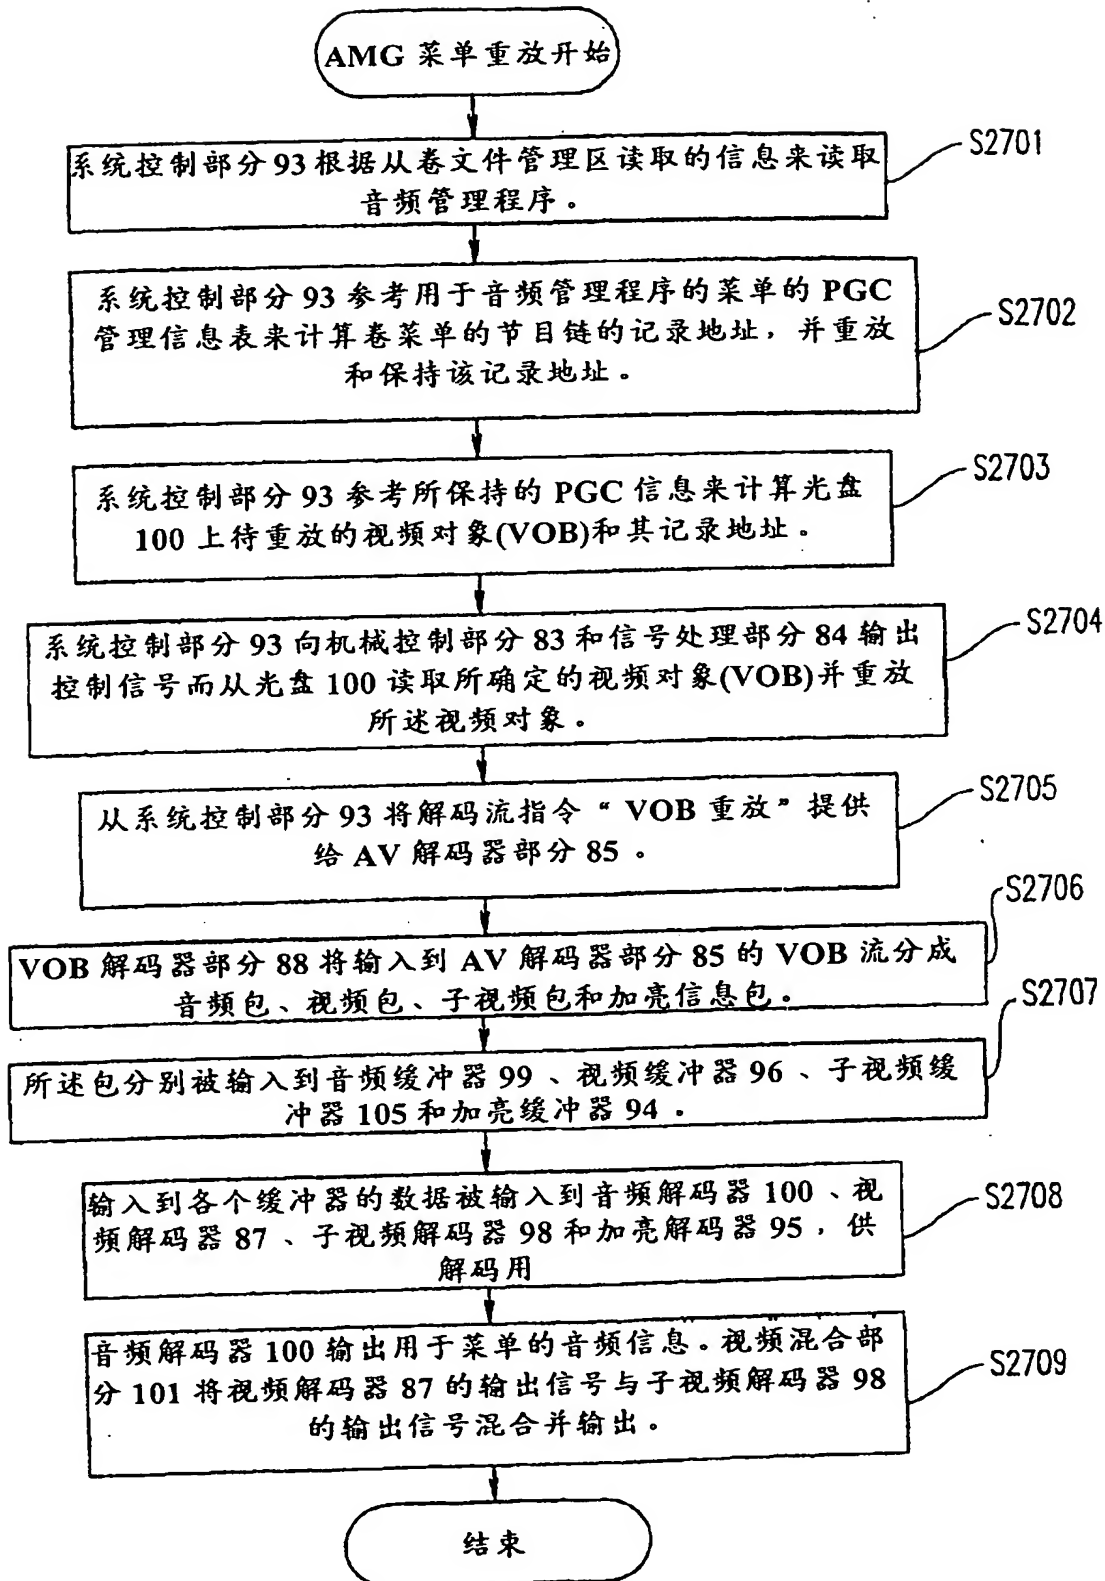 AMG 菜单重放开始
系统控制部分 93 根据从卷文件管理区读取的信息来读取
音频管理程序。
S2701
系统控制部分 93 参考用于音频管理程序的菜单的 PGC
管理信息表来计算卷菜单的节目链的记录地址，并重放
和保持该记录地址。
S2702
系统控制部分 93 参考所保持的 PGC 信息来计算光盘
100 上待重放的视频对象(VOB)和其记录地址。
S2703
系统控制部分 93 向机械控制部分 83 和信号处理部分 84 输出
控制信号而从光盘 100 读取所确定的视频对象(VOB)并重放
所述视频对象。
S2704
从系统控制部分 93 将解码流指令“VOB 重放”提供
给 AV 解码器部分 85。
S2705
VOB 解码器部分 88 将输入到 AV 解码器部分 85 的 VOB 流分成
音频包、视频包、子视频包和加亮信息包。
S2706
所述包分别被输入到音频缓冲器 99、视频缓冲器 96、子视频缓
冲器 105 和加亮缓冲器 94。
S2707
输入到各个缓冲器的数据被输入到音频解码器 100、视
频解码器 87、子视频解码器 98 和加亮解码器 95，供
解码用
S2708
音频解码器 100 输出用于菜单的音频信息。视频混合部
分 101 将视频解码器 87 的输出信号与子视频解码器 98
的输出信号混合并输出。
S2709
结束